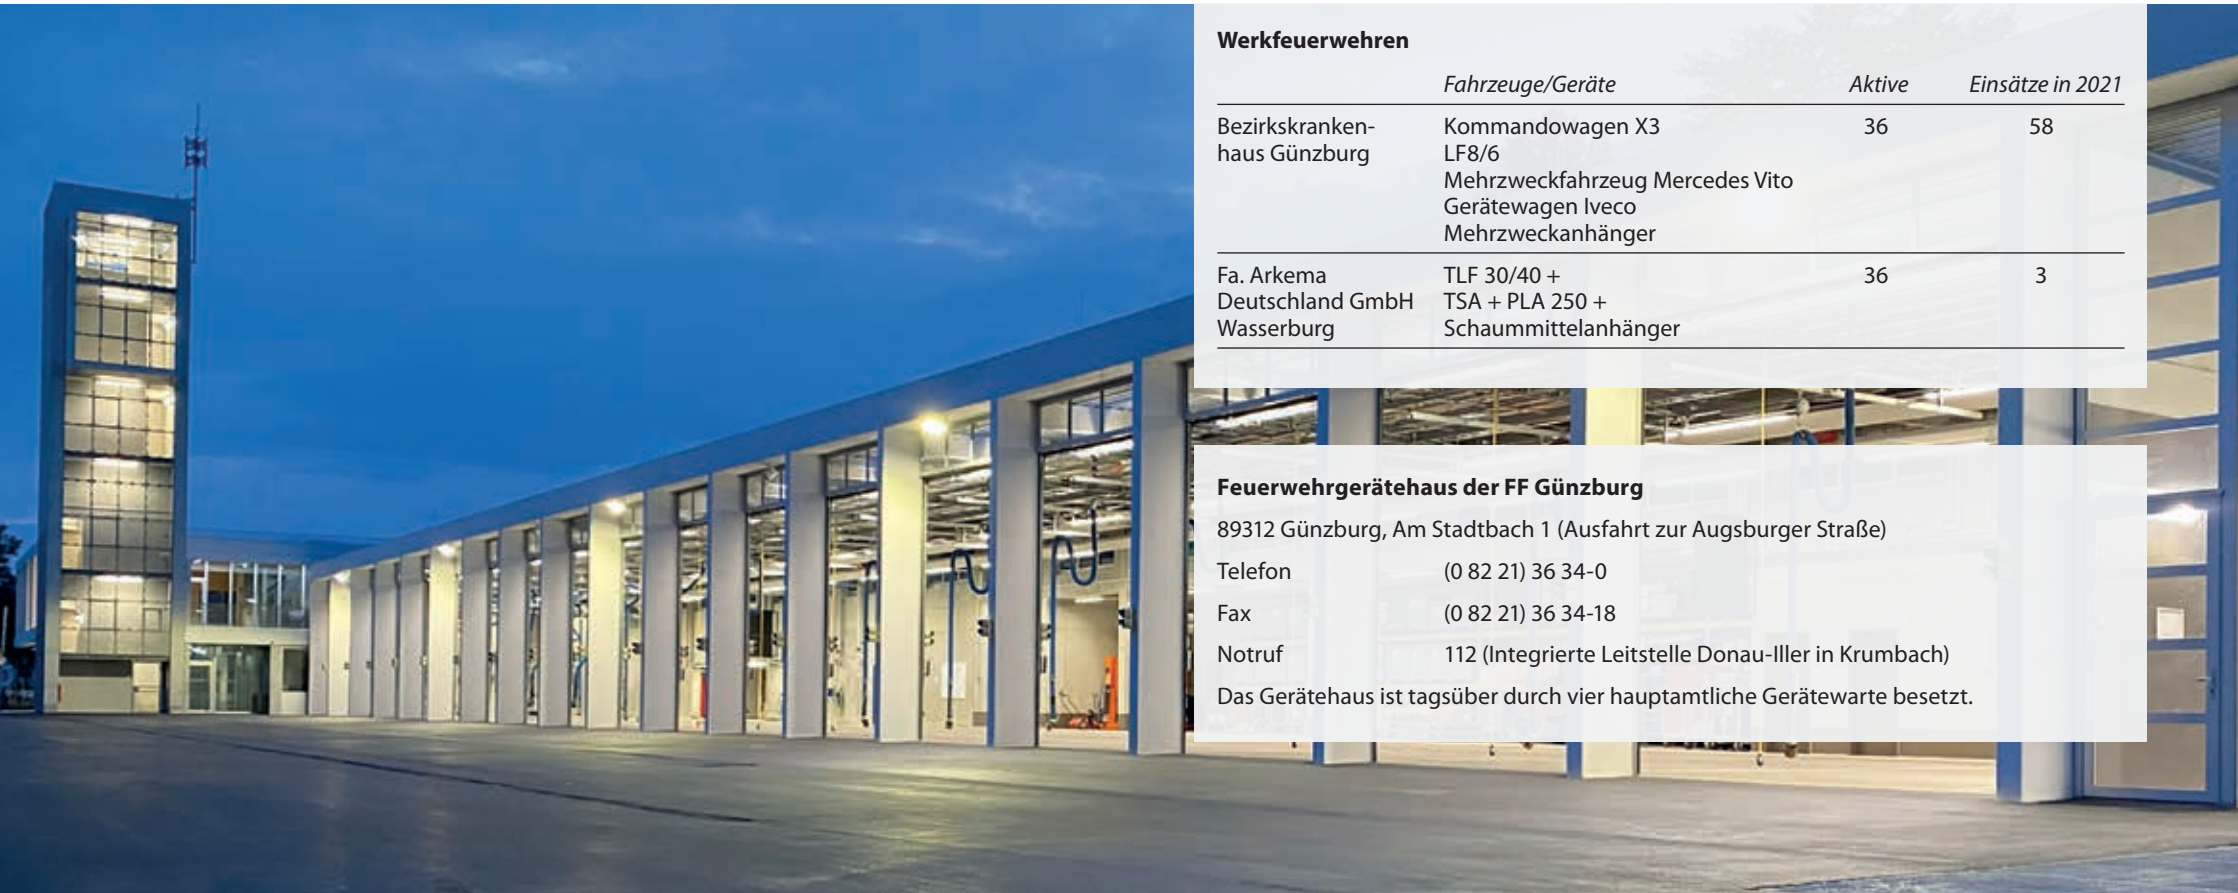 Werkfeuerwehren
Fahrzeuge/Geräte Aktive Einsätze in 2021
Bezirkskranken- Kommandowagen X3 36 58
haus Günzburg LF8/6
Mehrzweckfahrzeug Mercedes Vito
Gerätewagen Iveco
Mehrzweckanhänger
Fa. Arkema TLF 30/40 + 36 3
Deutschland GmbH TSA + PLA 250 +
Wasserburg Schaummittelanhänger
Feuerwehrgerätehaus der FF Günzburg
89312 Günzburg, Am Stadtbach 1 (Ausfahrt zur Augsburger Straße)
Telefon (0 82 21) 36 34-0
Fax (0 82 21) 36 34-18
Notruf 112 (Integrierte Leitstelle Donau-Iller in Krumbach)
Das Gerätehaus ist tagsüber durch vier hauptamtliche Gerätewarte besetzt.